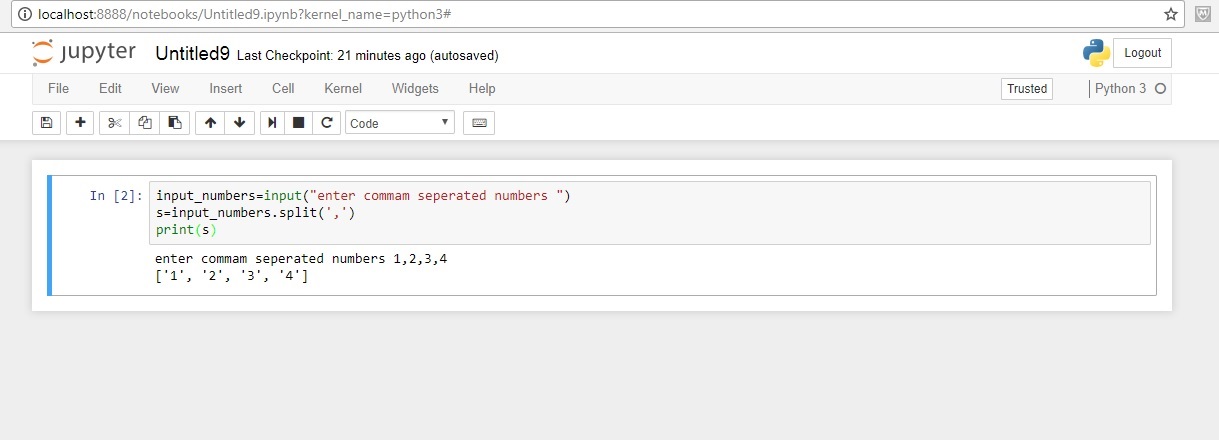 localhost:8888/notebooks/Untitled9.ipynb?kernel_name=python3#
jupyter Untitled9 Last Checkpoint: 21 minutes ago (autosaved) Logout
File Edit View Insert Cell Kernel Widgets Help Trusted Python 3
Code
In [2]: input_numbers=input("enter commam seperated numbers ")
s=input_numbers.split(',')
print(s)
enter commam seperated numbers 1,2,3,4
['1', '2', '3', '4']